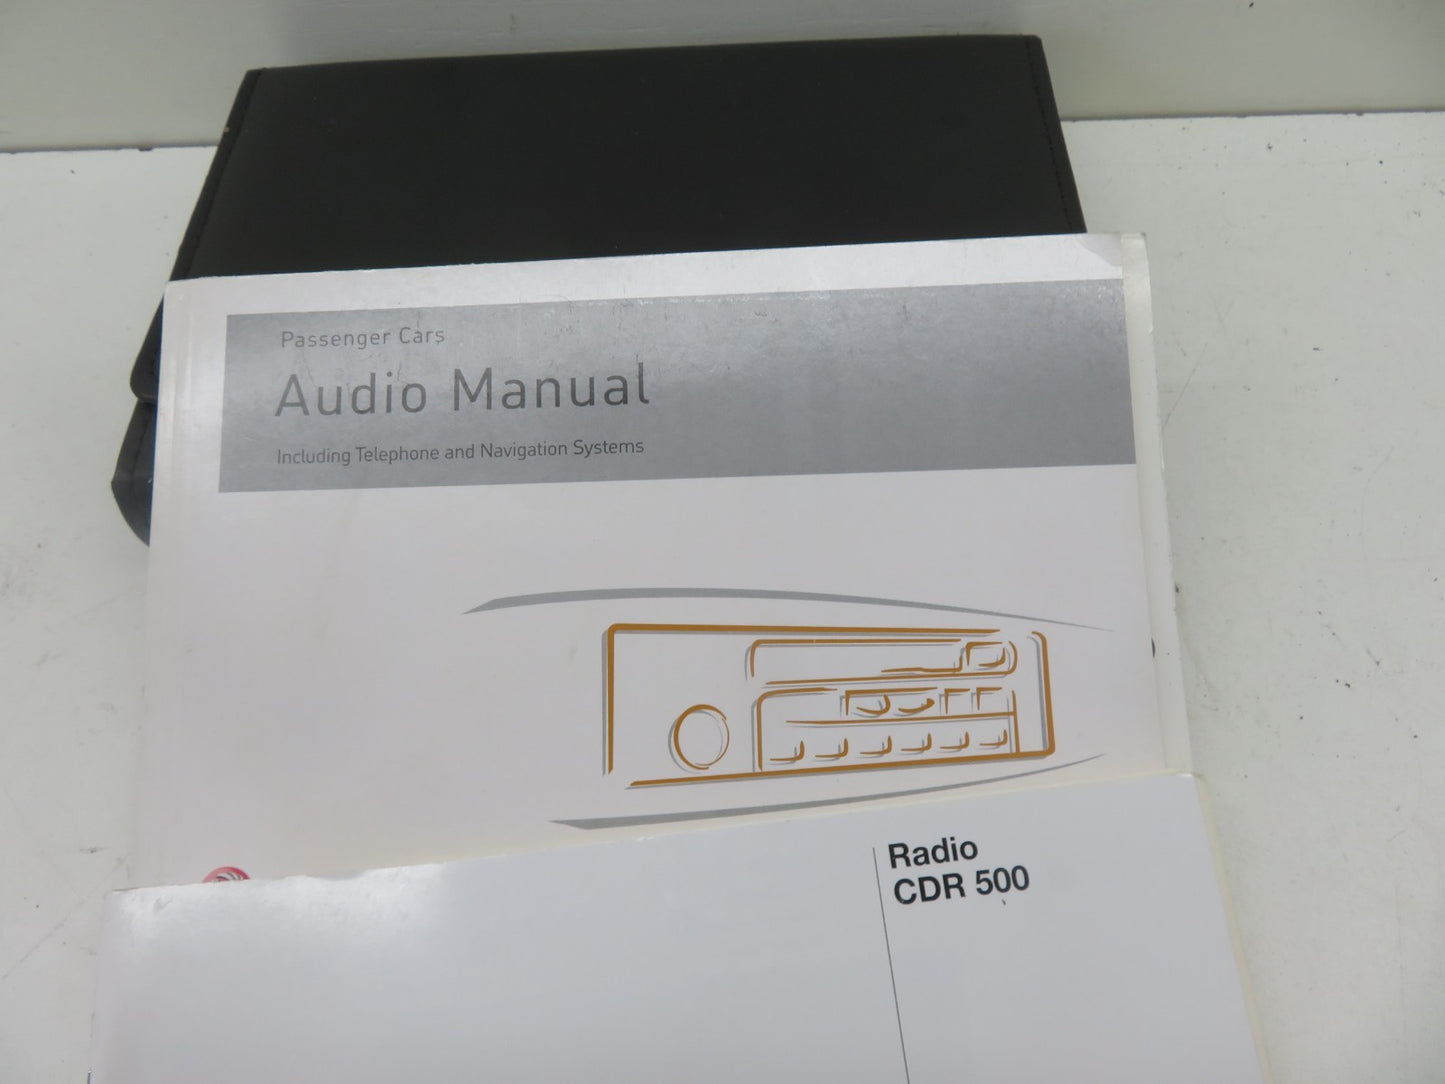 Passenger Cars
Audio Manual
Including Telephone and Navigation Systems
Radio
CDR 500